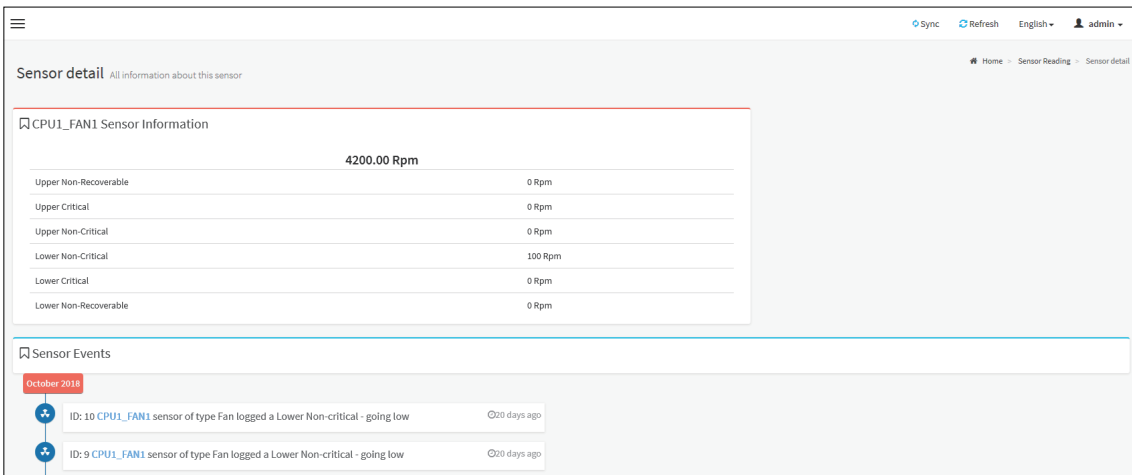 Sync Refresh English admin
Sensor detail All information about this sensor
Home > Sensor Reading > Sensor detail
CPU1_FAN1 Sensor Information
4200.00 Rpm
Upper Non-Recoverable 0 Rpm
Upper Critical 0 Rpm
Upper Non-Critical 0 Rpm
Lower Non-Critical 100 Rpm
Lower Critical 0 Rpm
Lower Non-Recoverable 0 Rpm
Sensor Events
October 2018
ID: 10 CPU1_FAN1 sensor of type Fan logged a Lower Non-critical - going low 20 days ago
ID: 9 CPU1_FAN1 sensor of type Fan logged a Lower Non-critical - going low 20 days ago